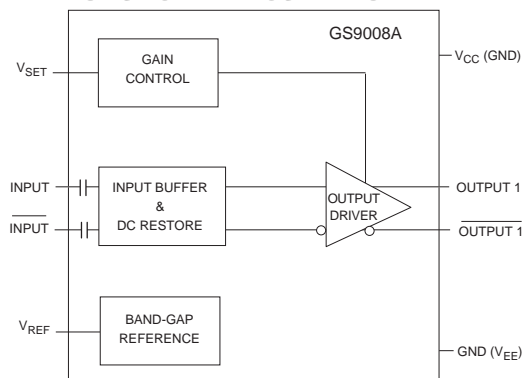 GS9008A
GAIN
CONTROL
VSET
VCC (GND)
INPUT
INPUT BUFFER
&
DC RESTORE
OUTPUT
DRIVER
OUTPUT 1
INPUT
OUTPUT 1
VREF
BAND-GAP
REFERENCE
GND (VEE)